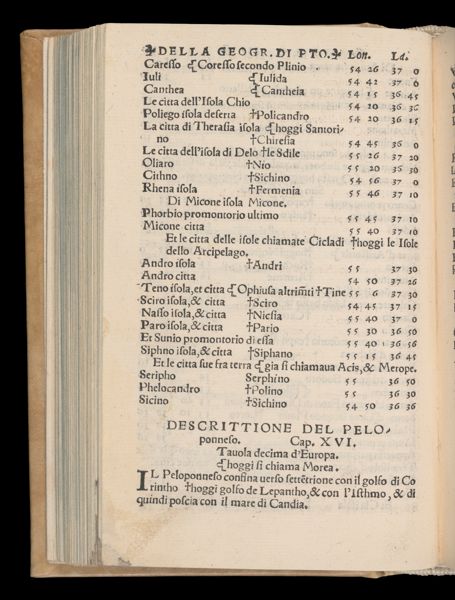 DELLA GEOGR. DI PTO. Lon. La.
Caresso ⊄Coresso secondo Plinio . 54 26 37 0
Iuli ⊄Iulida 54 42 37 0
Canthea ⊄Cantheia 54 15 36 45
Le citta dell'Isola Chio 54 20 36 36
Poliego isola deserta †Policandro 54 20 36 15
La citta di Therasia isola ⊄hoggi Santori/
no †Chiresia 54 45 36 0
Le citta dell'isola di Delo †le Sdile 55 26 37 20
Oliaro †Nio 55 20 36 30
Cithno †Sichino 54 56 37 0
Rhena isola †Fermenia 55 46 37 10
Di Micone isola Micone.
Phorbio promontorio ultimo 55 45 37 10
Micone citta 55 40 37 10
Et le citta delle isole chiamate Cicladi †hoggi le Isole
dello Arcipelago.
Andro isola †Andri 55 37 30
Andro citta 54 50 37 26
Teno isola, et citta ⊄Ophiusa altrimēti †Tine 55 6 37 30
Sciro isola, & citta †Sciro 54 45 37 15
Nasso isola, & citta †Nicsia 55 40 37 0
Paro isola, & citta †Pario 55 30 36 50
Et Sunio promontorio di essa 55 40 36 56
Siphno isola, & citta †Siphano 55 15 36 45
Et le citta sue fra terra ⊄gia si chiamaua Acis, & Merope.
Seripho Serphino 55 36 50
Phelocandro †Polino 55 36 30
Sicino †Sichino 54 50 36 36
DESCRITTIONE DEL PELO/
ponneso. Cap. XVI.
Tauola decima d'Europa.
⊄hoggi si chiama Morea.
IL Peloponneso confina uerso settētrione con il golfo di Co
rintho †hoggi golfo de Lepantho, & con l'Isthmo, & di
quindi poscia con il mare di Candia.